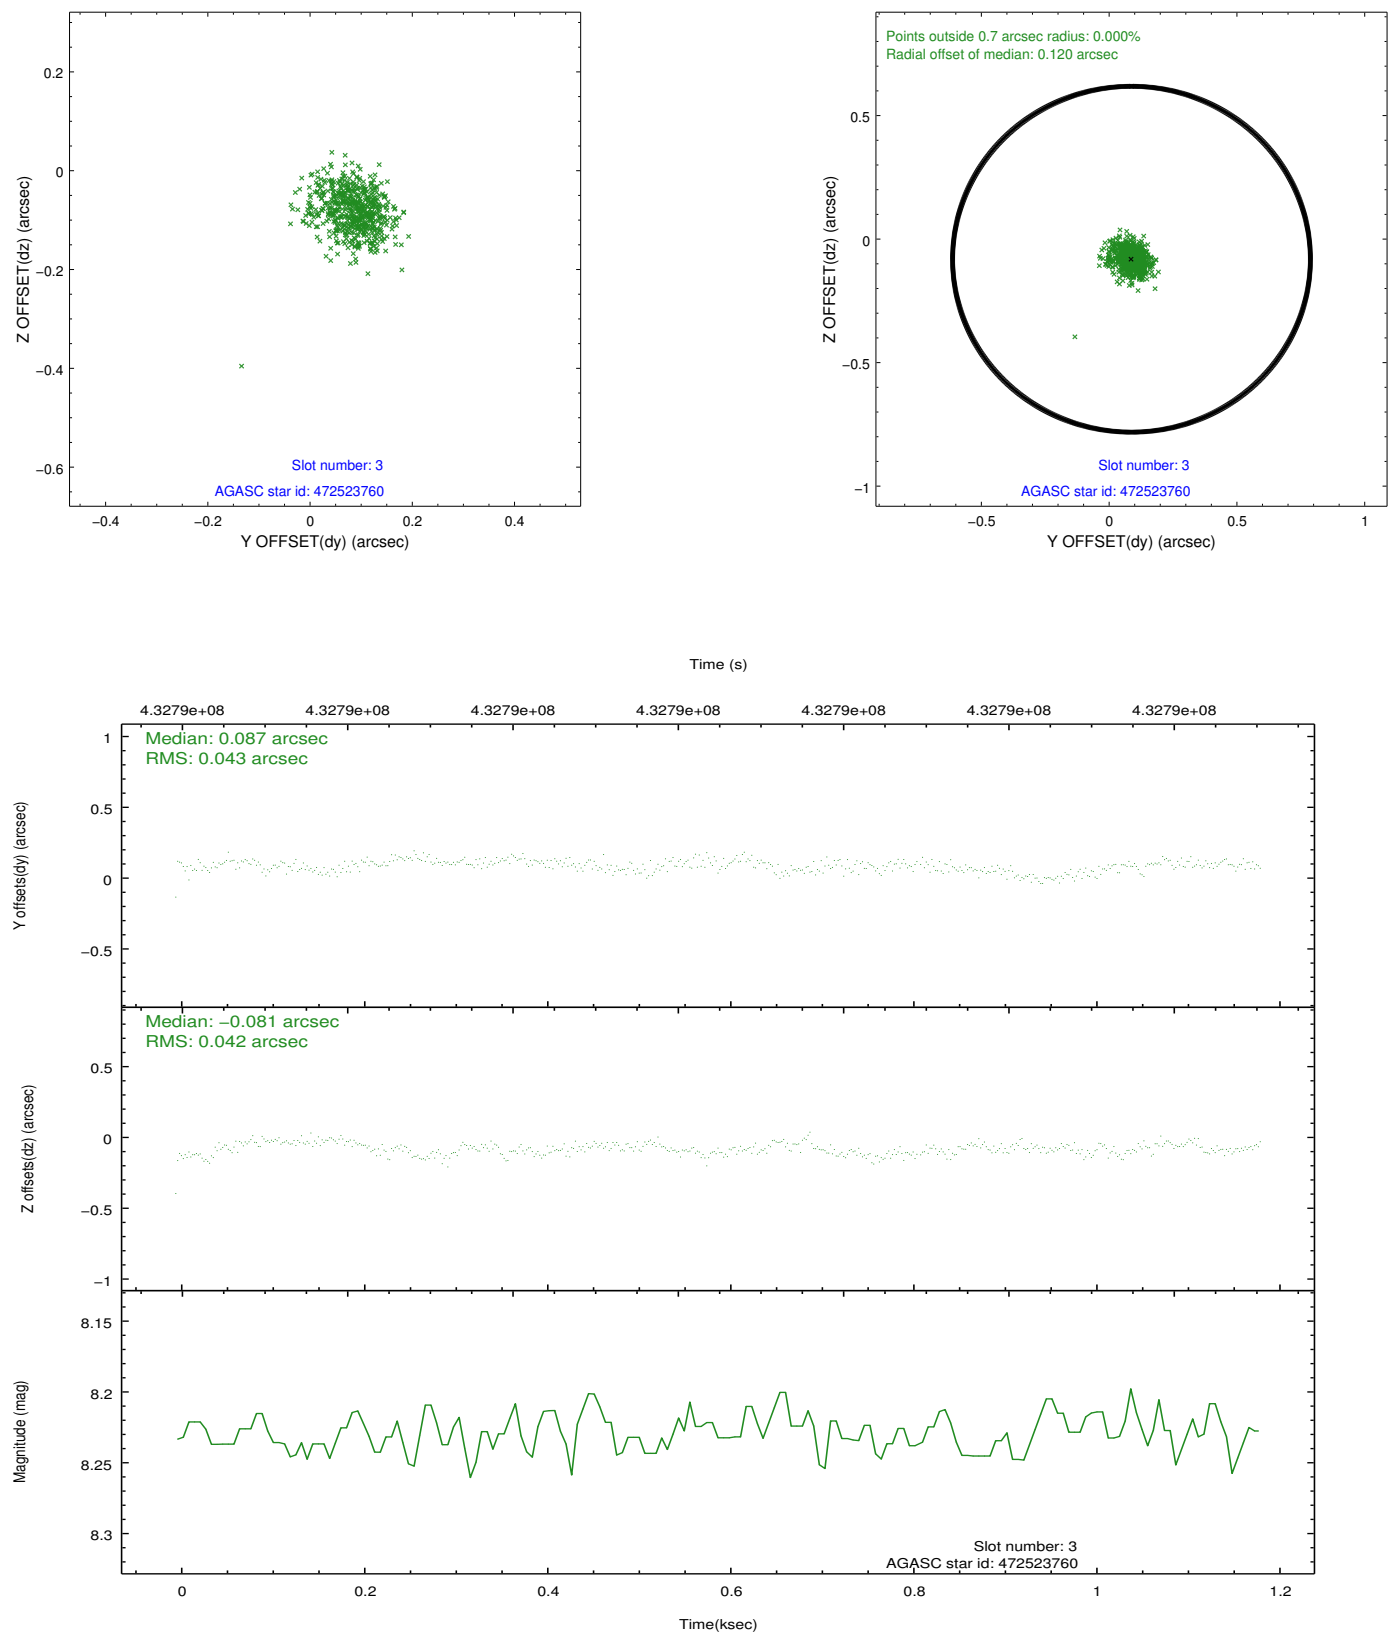 0.2
0
−0.2
−0.4
−0.6
Z OFFSET(dz) (arcsec)
Slot number: 3
AGASC star id: 472523760
−0.4 −0.2 0 0.2 0.4
Y OFFSET(dy) (arcsec)
Points outside 0.7 arcsec radius: 0.000%
Radial offset of median: 0.120 arcsec
0.5
0
−0.5
−1
Z OFFSET(dz) (arcsec)
Slot number: 3
AGASC star id: 472523760
−0.5 0 0.5 1
Y OFFSET(dy) (arcsec)
Time (s)
4.3279e+08 4.3279e+08 4.3279e+08 4.3279e+08 4.3279e+08 4.3279e+08 4.3279e+08
Median: 0.087 arcsec
RMS: 0.043 arcsec
1
0.5
0
−0.5
Y offsets(dy) (arcsec)
Median: −0.081 arcsec
RMS: 0.042 arcsec
0.5
0
−0.5
−1
Z offsets(dz) (arcsec)
8.15
8.2
8.25
8.3
Magnitude (mag)
Slot number: 3
AGASC star id: 472523760
0 0.2 0.4 0.6 0.8 1 1.2
Time(ksec)